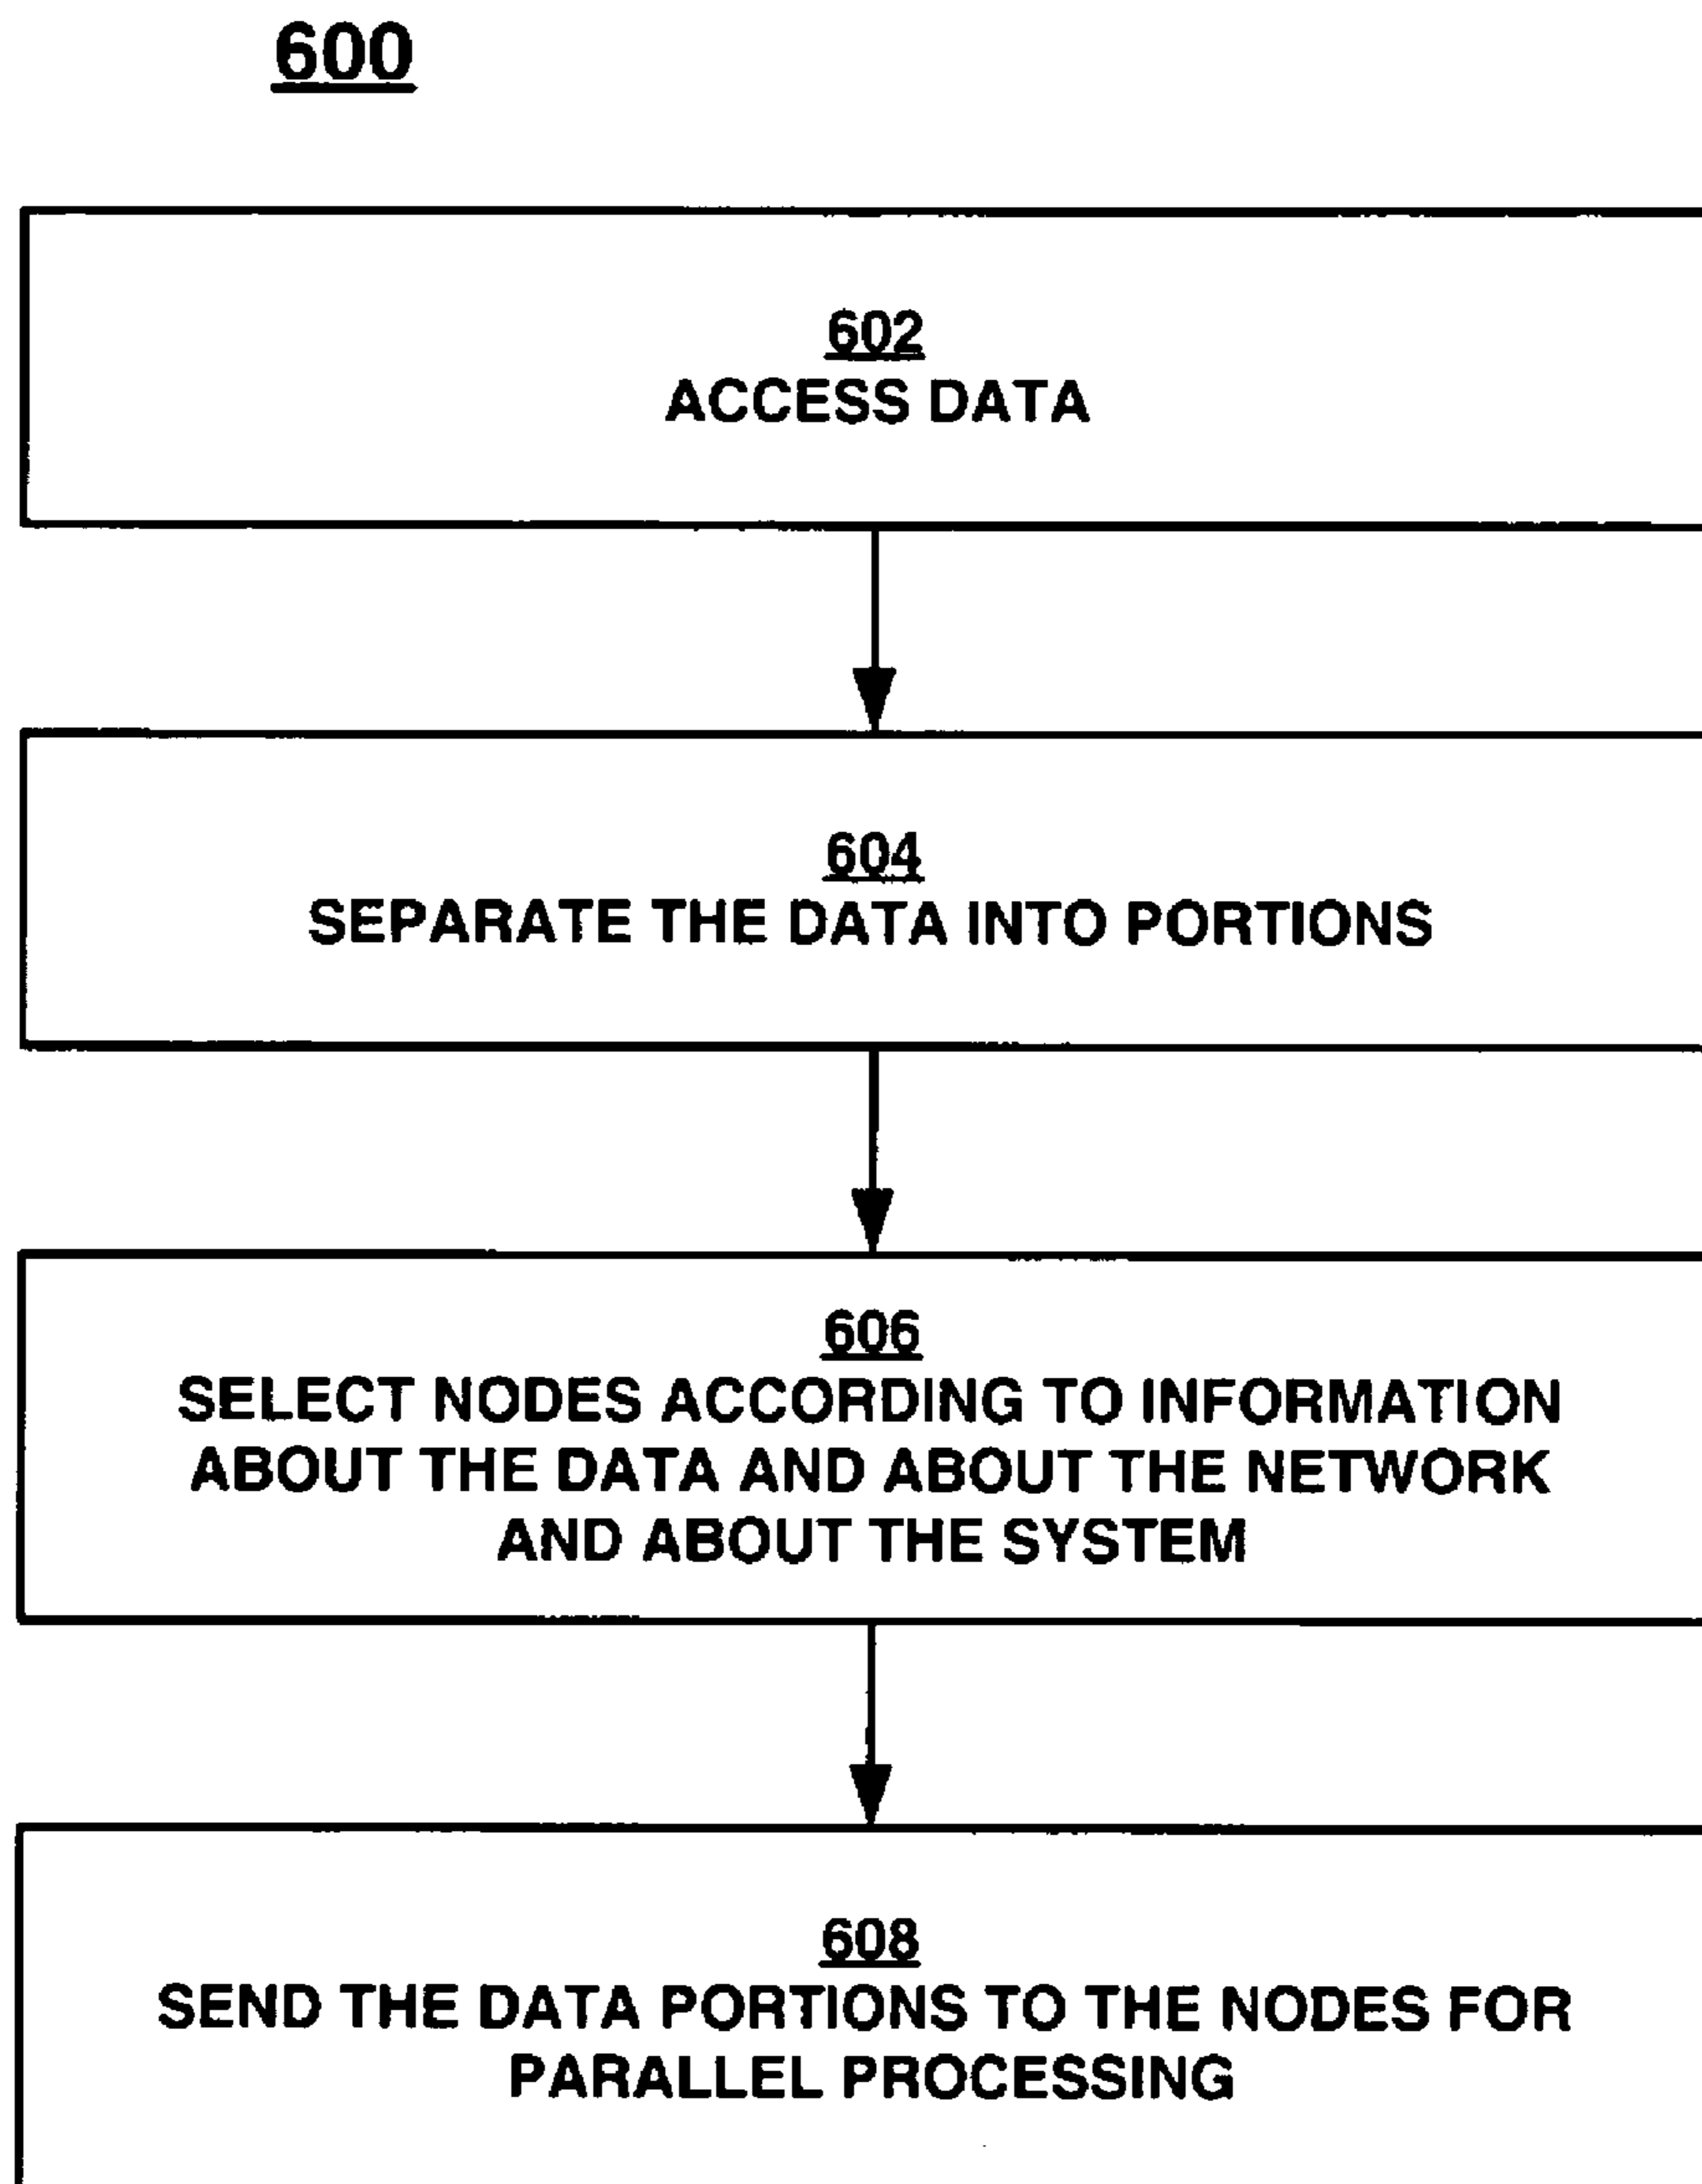 600
602
ACCESS DATA
604
SEPARATE THE DATA INTO PORTIONS
606
SELECT NODES ACCORDING TO INFORMATION
ABOUT THE DATA AND ABOUT THE NETWORK
AND ABOUT THE SYSTEM
608
SEND THE DATA PORTIONS TO THE NODES FOR
PARALLEL PROCESSING